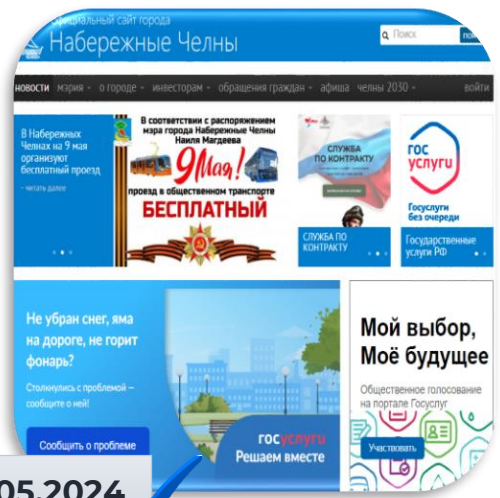 официальный сайт города
Набережные Челны
Поиск
новости мэрия о городе инвесторам обращения граждан афиша челны 2030 войти
В Набережных
Челнах на 9 мая
организуют
бесплатный проезд
- читать далее
В соответствии с распоряжением
мэра города Набережные Челны
Наиля Магдеева
9 Мая!
проезд в общественном транспорте
БЕСПЛАТНЫЙ
СЛУЖБА
ПО КОНТРАКТУ
СЛУЖБА ПО
КОНТРАКТУ
гос
услуги
Госуслуги
без очереди
Государственные
услуги РФ
Не убран снег, яма
на дороге, не горит
фонарь?
Столкнулись с проблемой —
сообщите о ней!
Сообщить о проблеме
госуслуги
Решаем вместе
Мой выбор,
Моё будущее
Общественное голосование
на портале Госуслуг
Участвовать
05.2024